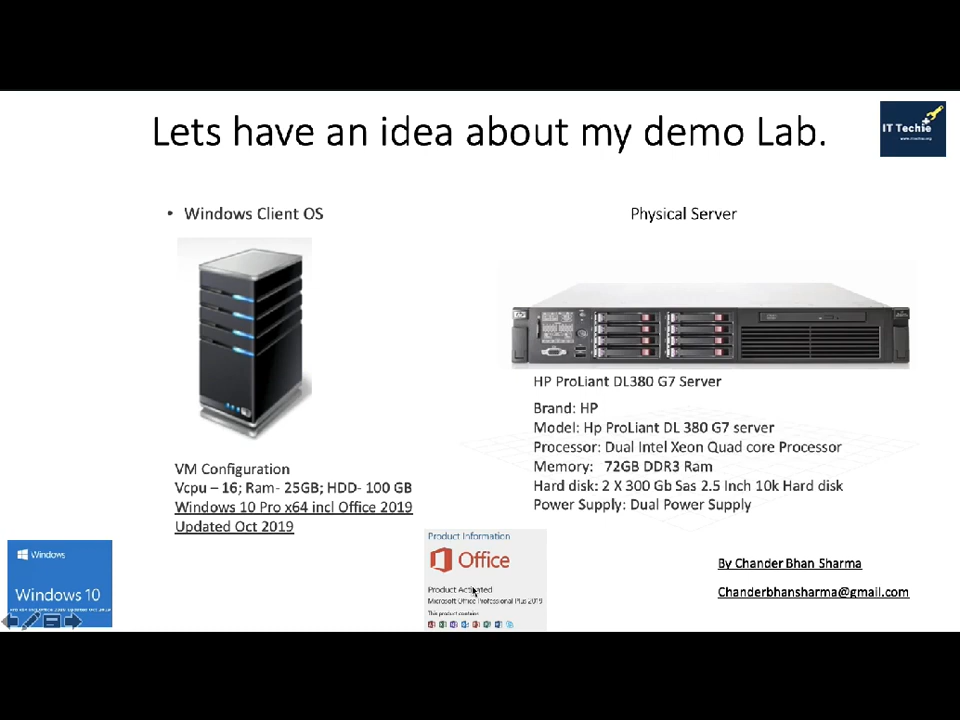 Lets have an idea about my demo Lab.
IT Techie
• Windows Client OS
Physical Server
HP ProLiant DL380 G7 Server
Brand: HP
Model: Hp ProLiant DL 380 G7 server
Processor: Dual Intel Xeon Quad core Processor
Memory: 72GB DDR3 Ram
Hard disk: 2 X 300 Gb Sas 2.5 Inch 10k Hard disk
Power Supply: Dual Power Supply
VM Configuration
Vcpu – 16; Ram- 25GB; HDD- 100 GB
Windows 10 Pro x64 incl Office 2019
Updated Oct 2019
Windows
Windows 10
Product Information
Office
Product Activated
Microsoft Office Professional Plus 2019
This product contains
By Chander Bhan Sharma
Chanderbhansharma@gmail.com